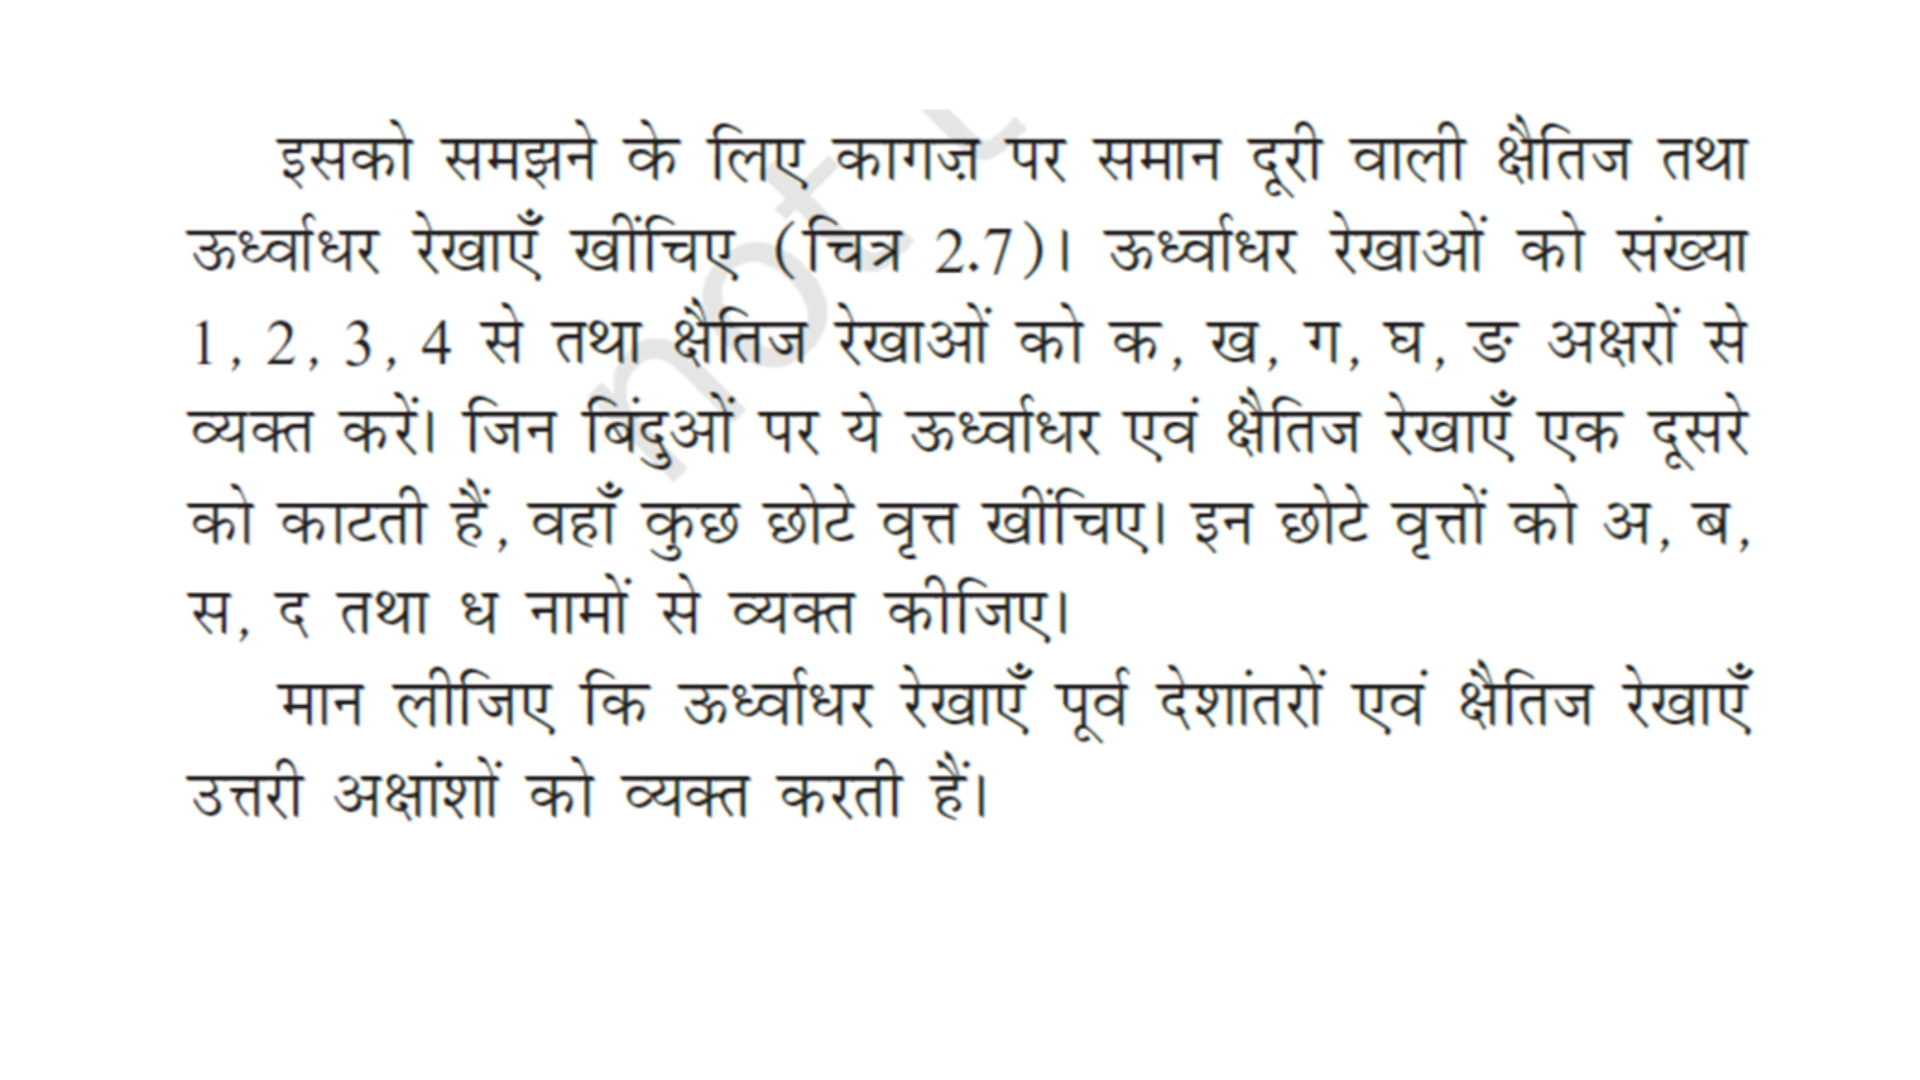 इसको समझने के लिए कागज़ पर समान दूरी वाली क्षैतिज तथा
ऊर्ध्वाधर रेखाएँ खींचिए (चित्र 2.7)। ऊर्ध्वाधर रेखाओं को संख्या
1, 2, 3, 4 से तथा क्षैतिज रेखाओं को क, ख, ग, घ, ङ अक्षरों से
व्यक्त करें। जिन बिंदुओं पर ये ऊर्ध्वाधर एवं क्षैतिज रेखाएँ एक दूसरे
को काटती हैं, वहाँ कुछ छोटे वृत्त खींचिए। इन छोटे वृत्तों को अ, ब,
स, द तथा ध नामों से व्यक्त कीजिए।
मान लीजिए कि ऊर्ध्वाधर रेखाएँ पूर्व देशांतरों एवं क्षैतिज रेखाएँ
उत्तरी अक्षांशों को व्यक्त करती हैं।
not